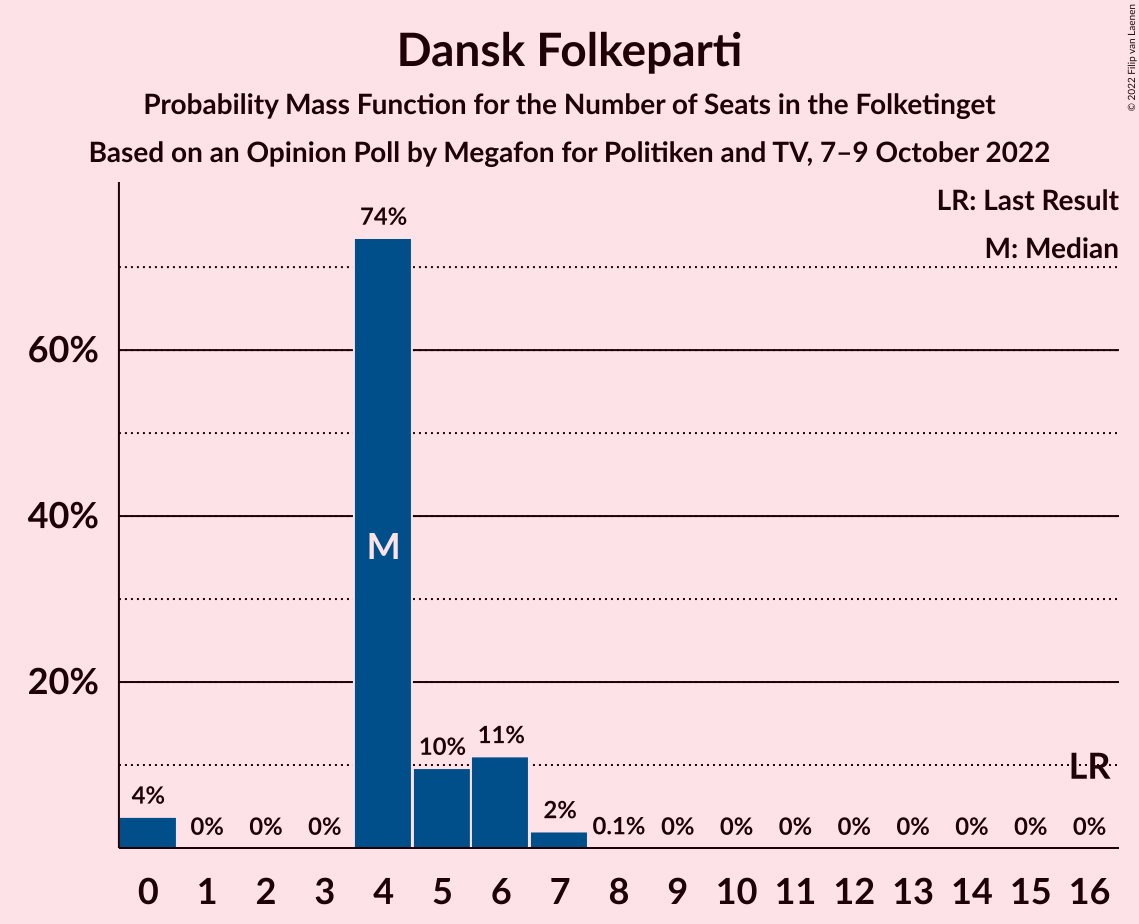 Dansk Folkeparti
Probability Mass Function for the Number of Seats in the Folketinget
Based on an Opinion Poll by Megafon for Politiken and TV, 7–9 October 2022
© 2022 Filip van Laenen
LR: Last Result
M: Median
74%
60%
40%
M
20%
11%
10%
LR
4%
2%
0% 0% 0% 0.1% 0% 0% 0% 0% 0% 0% 0% 0%
0 1 2 3 4 5 6 7 8 9 10 11 12 13 14 15 16